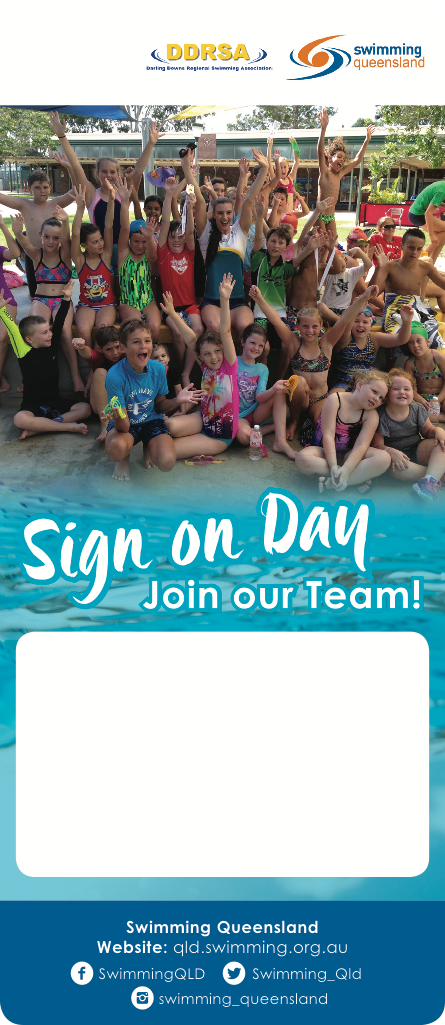 DDRSA
Darling Downs Regional Swimming Association
swimming
queensland
Sign on Day
Join our Team!
Swimming Queensland
Website: qld.swimming.org.au
SwimmingQLD Swimming_Qld
swimming_queensland